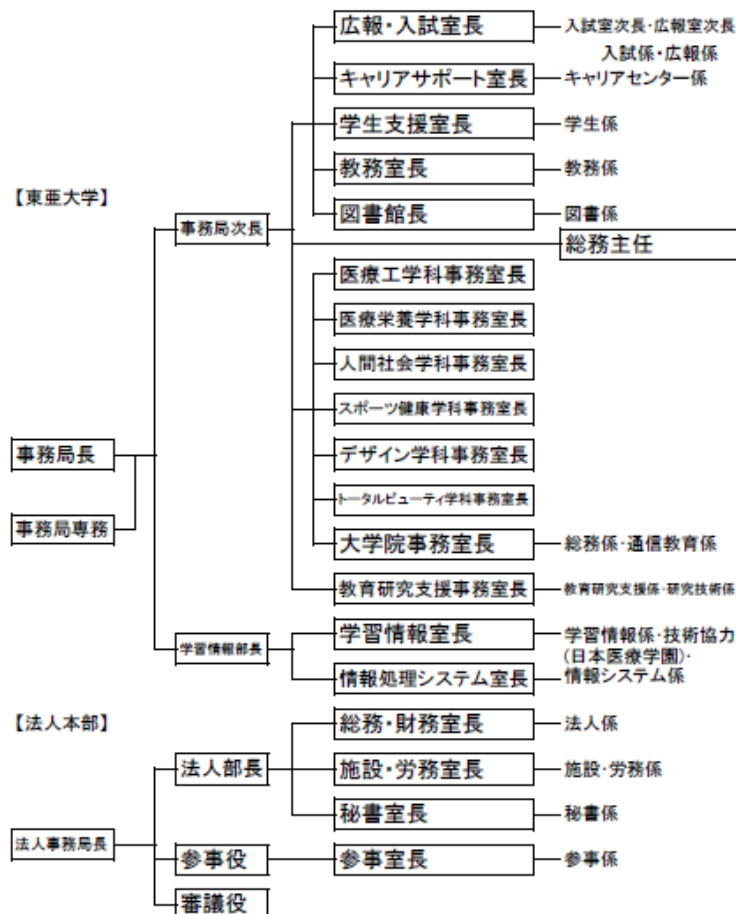 広報・入試室長 入試室次長・広報室次長
入試係・広報係
キャリアサポート室長 キャリアセンター係
学生支援室長 学生係
教務室長 教務係
【東亜大学】
図書館長 図書係
事務局次長
総務主任
医療工学科事務室長
医療栄養学科事務室長
人間社会学科事務室長
スポーツ健康学科事務室長
事務局長 デザイン学科事務室長
トータルビューティ学科事務室長
事務局専務
大学院事務室長 総務係・通信教育係
教育研究支援事務室長 教育研究支援係・研究技術係
学習情報部長 学習情報室長 学習情報係・技術協力
(日本医療学園)・
情報処理システム室長 情報システム係
【法人本部】 総務・財務室長 法人係
法人部長 施設・労務室長 施設・労務係
秘書室長 秘書係
法人事務局長
参事役 参事室長 参事係
審議役